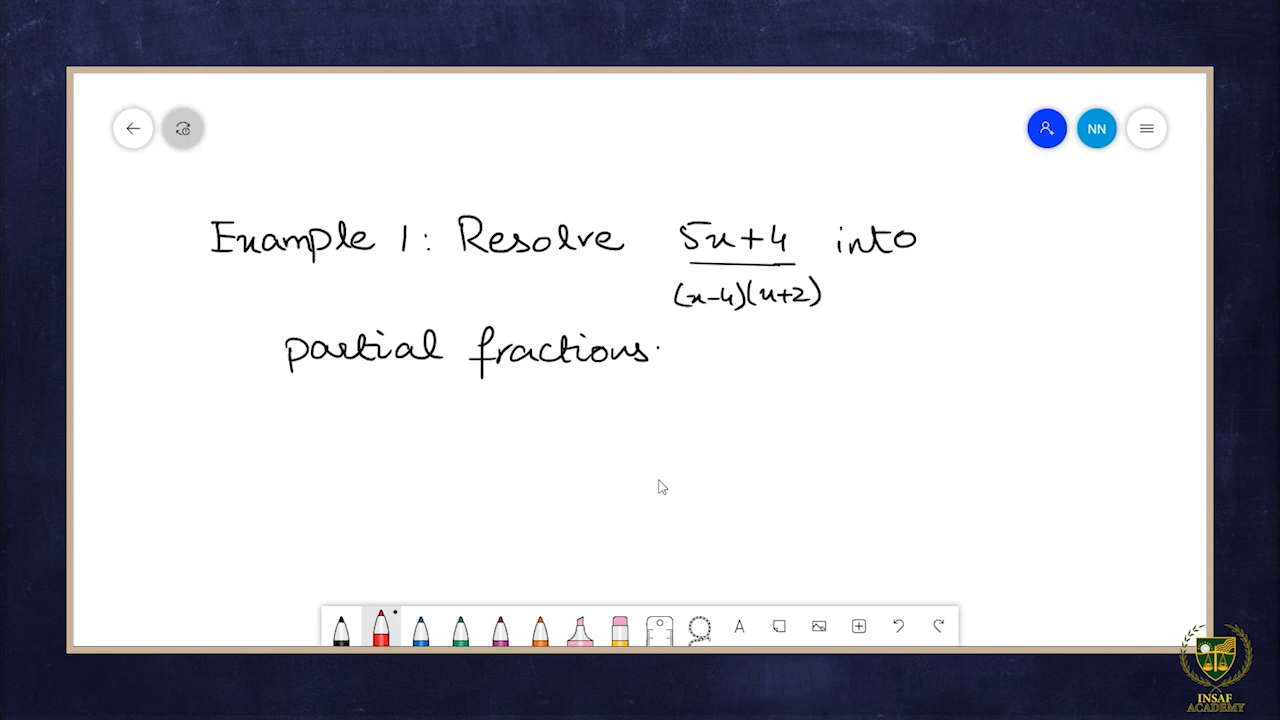 NN
Example 1: Resolve 5x+4 into
(x-4)(x+2)
partial fractions.
A
INSAF
ACADEMY